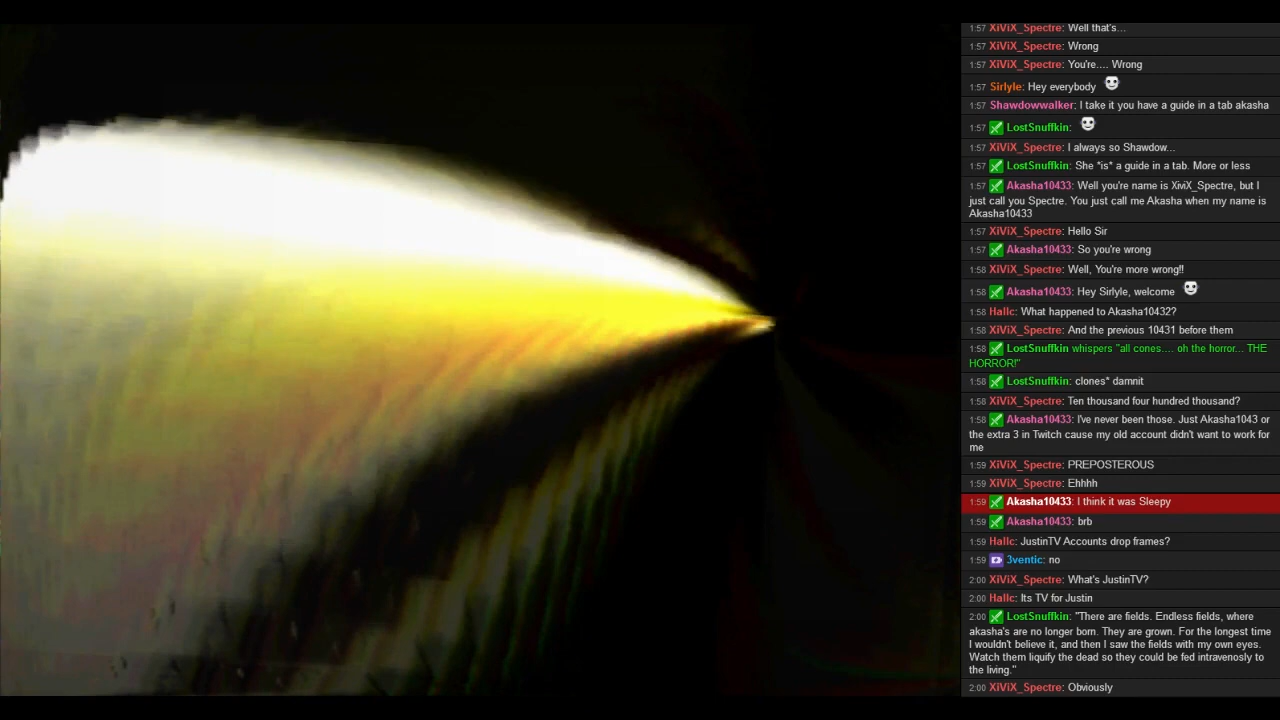 1:57 XiViX_Spectre: Well that's...
1:57 XiViX_Spectre: Wrong
1:57 XiViX_Spectre: You're.... Wrong
1:57 Sirlyle: Hey everybody
1:57 Shawdowwalker: I take it you have a guide in a tab akasha
1:57 LostSnuffkin:
1:57 XiViX_Spectre: I always so Shawdow...
1:57 LostSnuffkin: She *is* a guide in a tab. More or less
1:57 Akasha10433: Well you're name is XiviX_Spectre, but I
just call you Spectre. You just call me Akasha when my name is
Akasha10433
1:57 XiViX_Spectre: Hello Sir
1:57 Akasha10433: So you're wrong
1:58 XiViX_Spectre: Well, You're more wrong!!
1:58 Akasha10433: Hey Sirlyle, welcome
1:58 Hallc: What happened to Akasha10432?
1:58 XiViX_Spectre: And the previous 10431 before them
1:58 LostSnuffkin whispers "all cones.... oh the horror... THE
HORROR!"
1:58 LostSnuffkin: clones* damnit
1:58 XiViX_Spectre: Ten thousand four hundred thousand?
1:58 Akasha10433: I've never been those. Just Akasha1043 or
the extra 3 in Twitch cause my old account didn't want to work for
me
1:59 XiViX_Spectre: PREPOSTEROUS
1:59 XiViX_Spectre: Ehhhh
1:59 Akasha10433: I think it was Sleepy
1:59 Akasha10433: brb
1:59 Hallc: JustinTV Accounts drop frames?
1:59 3ventic: no
2:00 XiViX_Spectre: What's JustinTV?
2:00 Hallc: Its TV for Justin
2:00 LostSnuffkin: "There are fields. Endless fields, where
akasha's are no longer born. They are grown. For the longest time
I wouldn't believe it, and then I saw the fields with my own eyes.
Watch them liquify the dead so they could be fed intravenosly to
the living."
2:00 XiViX_Spectre: Obviously